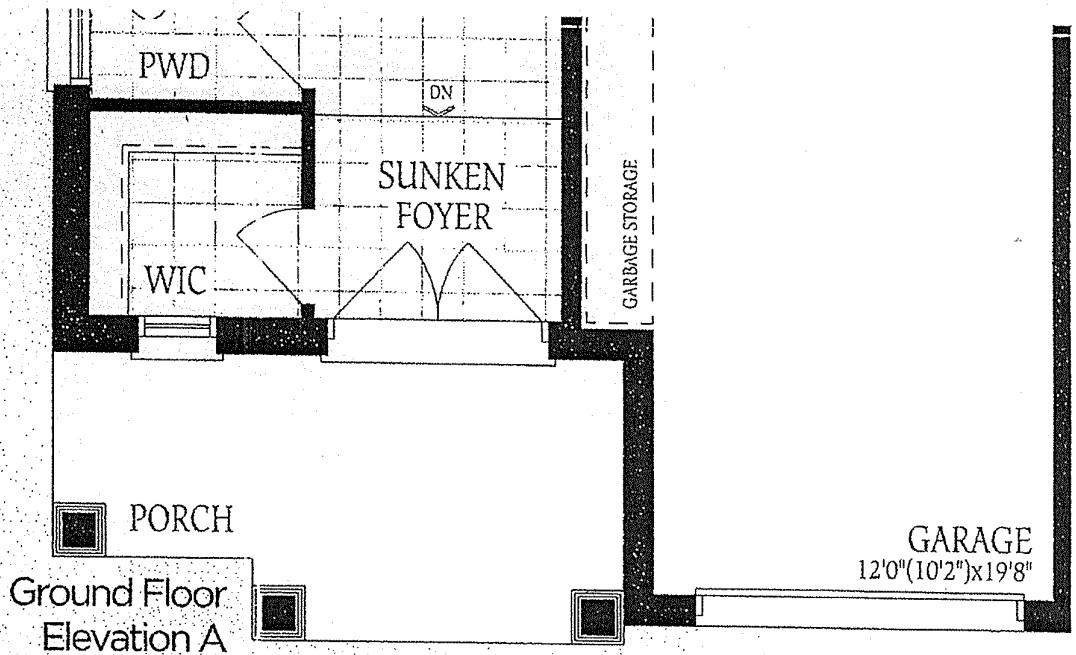 PWD
DN
SUNKEN
FOYER
GARBAGE STORAGE
WIC
PORCH
GARAGE
12'0"(10'2")x19'8"
Ground Floor
Elevation A